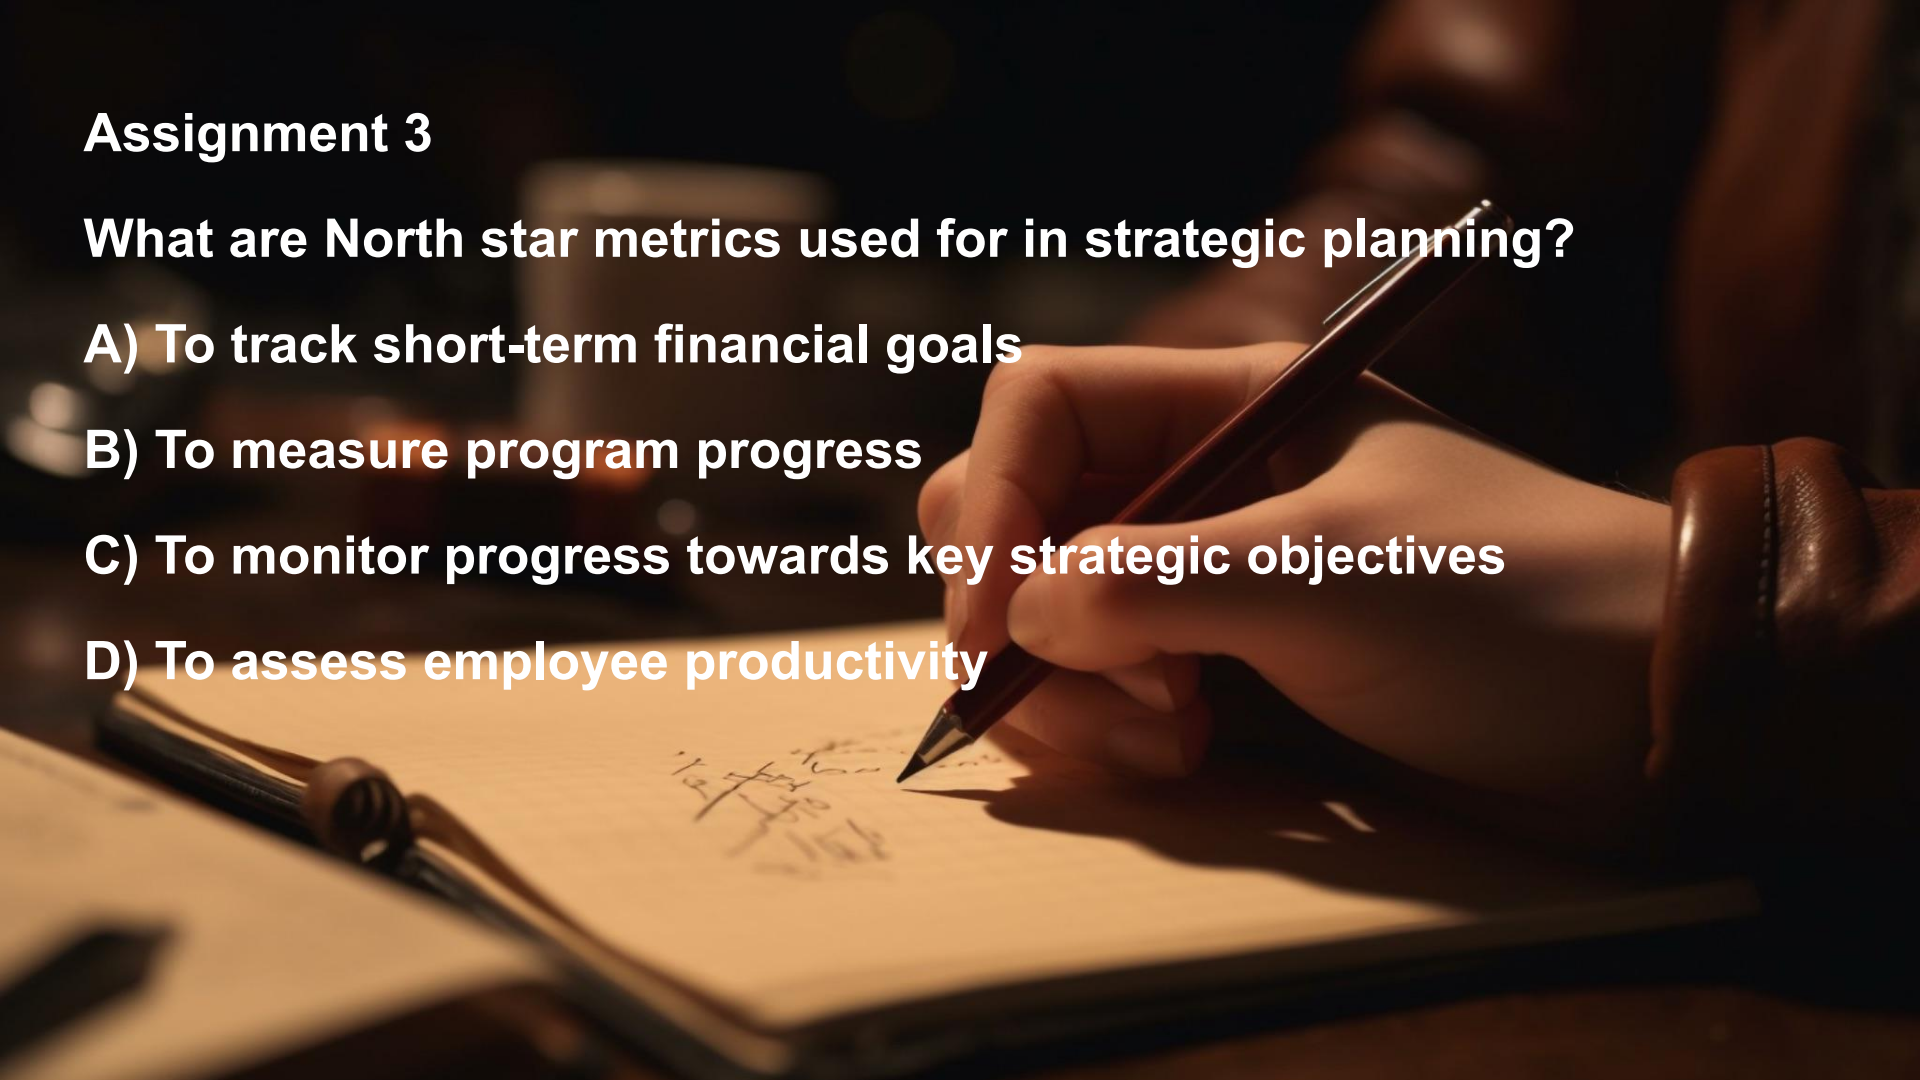 Assignment 3
What are North star metrics used for in strategic planning?
A) To track short-term financial goals
B) To measure program progress
C) To monitor progress towards key strategic objectives
D) To assess employee productivity